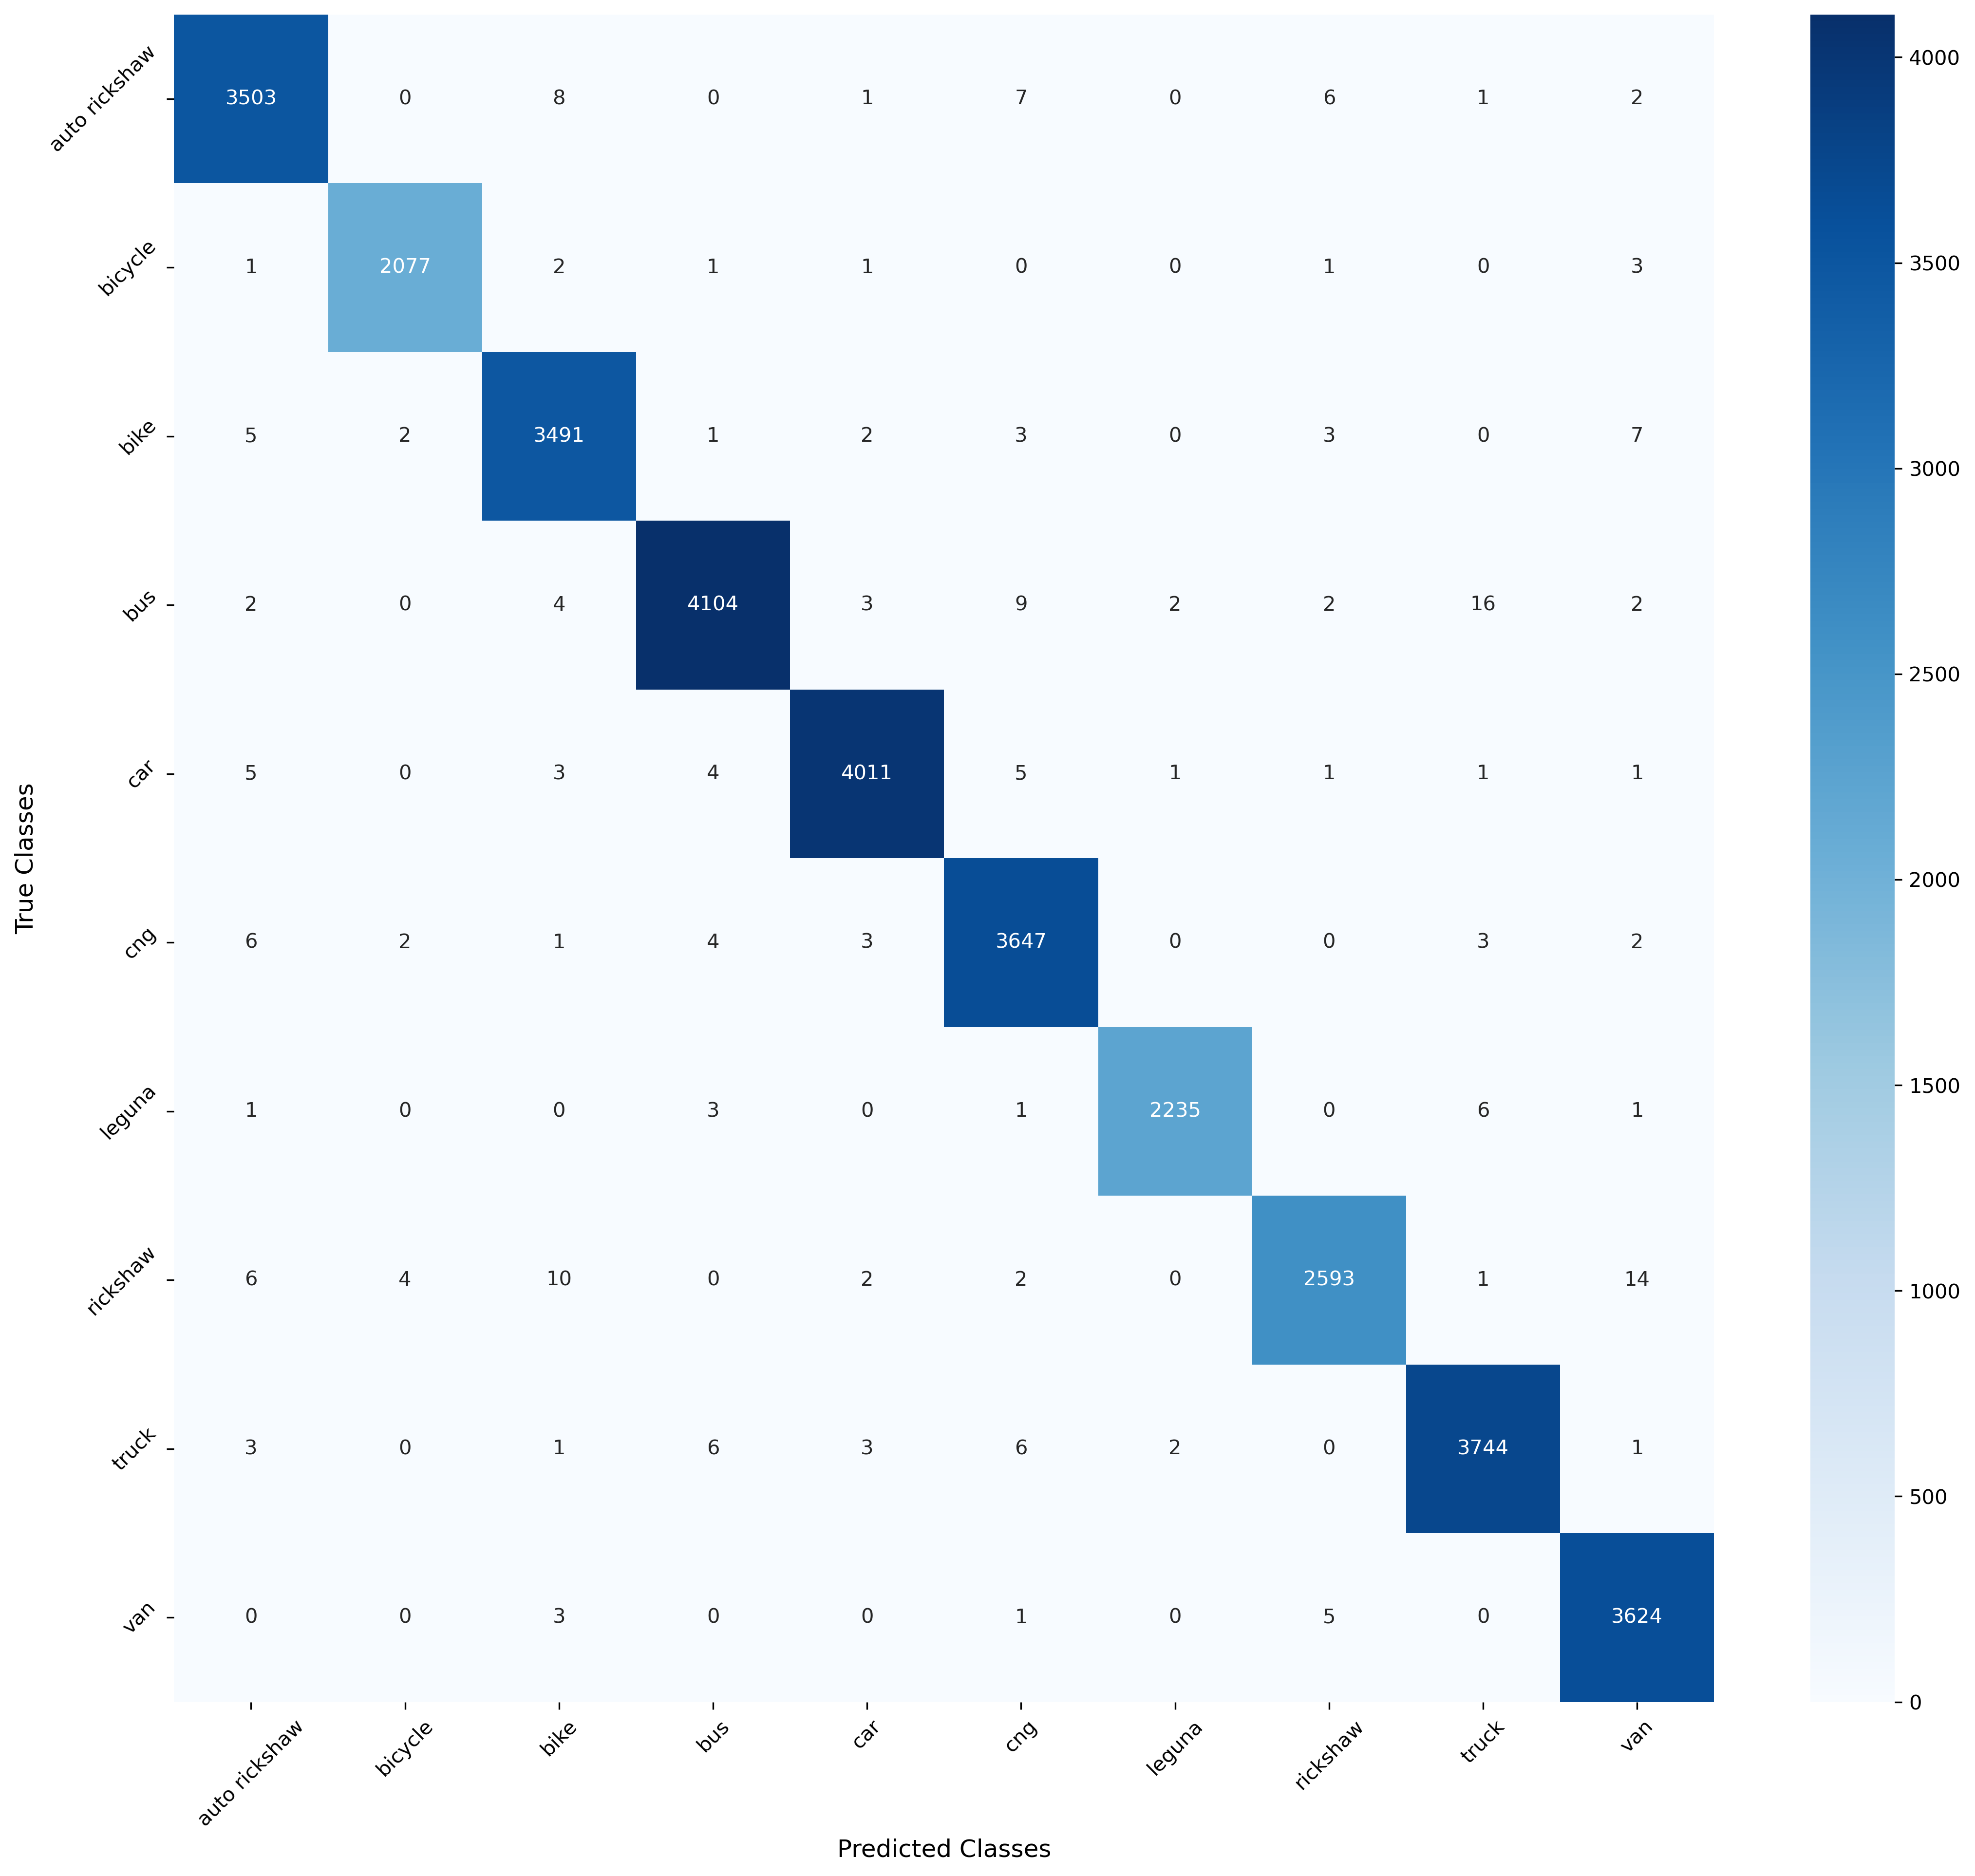 auto rickshaw 3503 0 8 0 1 7 0 6 1 2
bicycle 1 2077 2 1 1 0 0 1 0 3
bike 5 2 3491 1 2 3 0 3 0 7
bus 2 0 4 4104 3 9 2 2 16 2
car 5 0 3 4 4011 5 1 1 1 1
cng 6 2 1 4 3 3647 0 0 3 2
leguna 1 0 0 3 0 1 2235 0 6 1
rickshaw 6 4 10 0 2 2 0 2593 1 14
truck 3 0 1 6 3 6 2 0 3744 1
van 0 0 3 0 0 1 0 5 0 3624
auto rickshaw bicycle bike bus car cng leguna rickshaw truck van
Predicted Classes
True Classes
4000
3500
3000
2500
2000
1500
1000
500
0